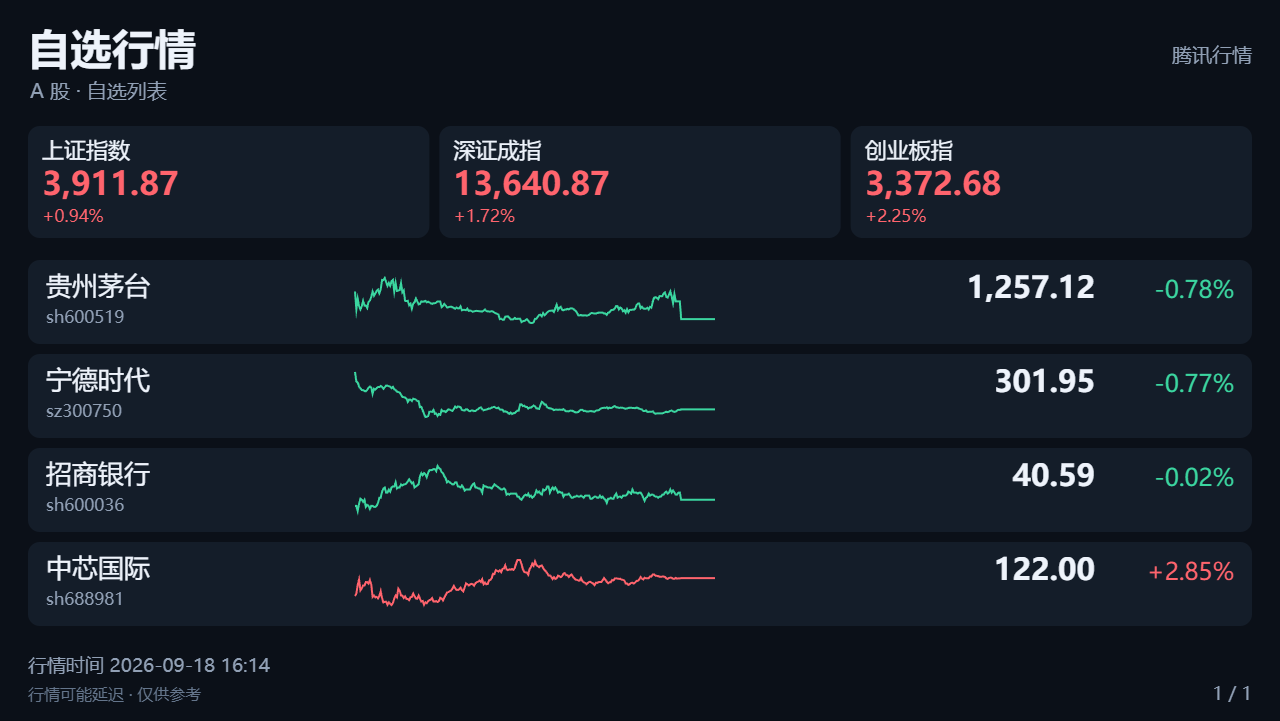 自选行情
腾讯行情
A 股 · 自选列表
上证指数
3,911.87
+0.94%
深证成指
13,640.87
+1.72%
创业板指
3,372.68
+2.25%
贵州茅台
sh600519
1,257.12
-0.78%
宁德时代
sz300750
301.95
-0.77%
招商银行
sh600036
40.59
-0.02%
中芯国际
sh688981
122.00
+2.85%
行情时间 2026-09-18 16:14
行情可能延迟 · 仅供参考
1 / 1